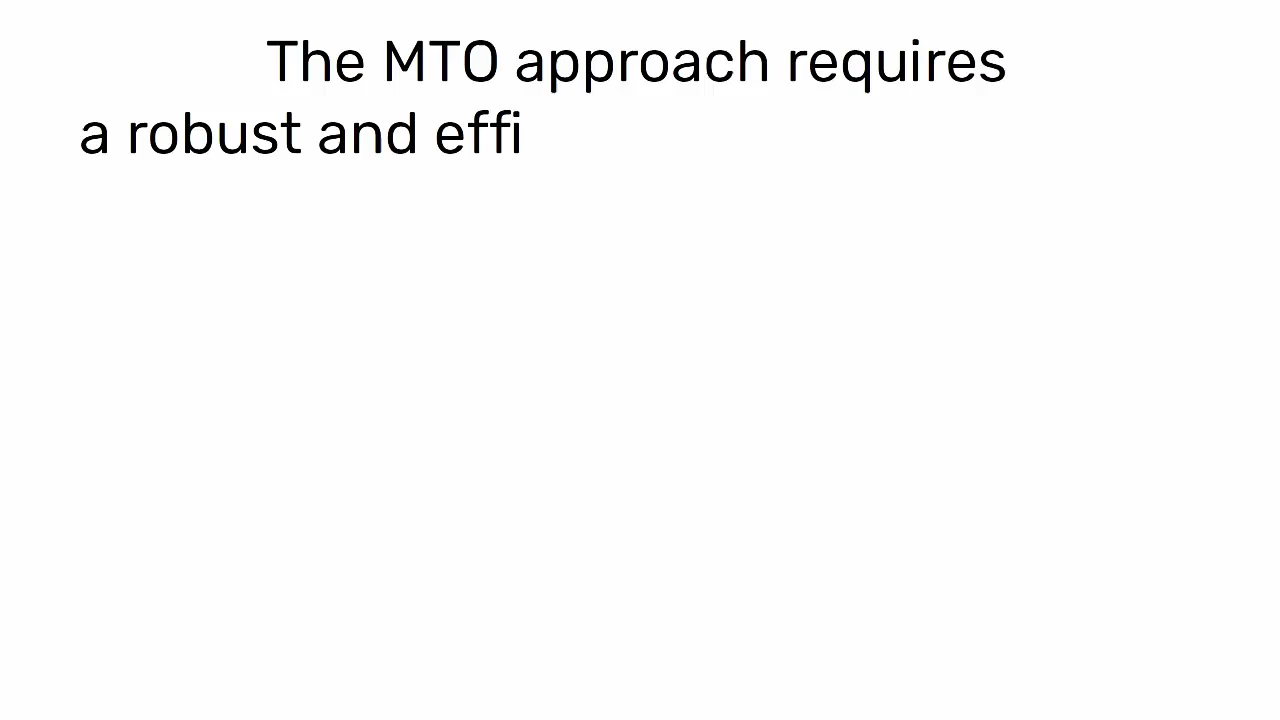 The MTO approach requires
a robust and effi